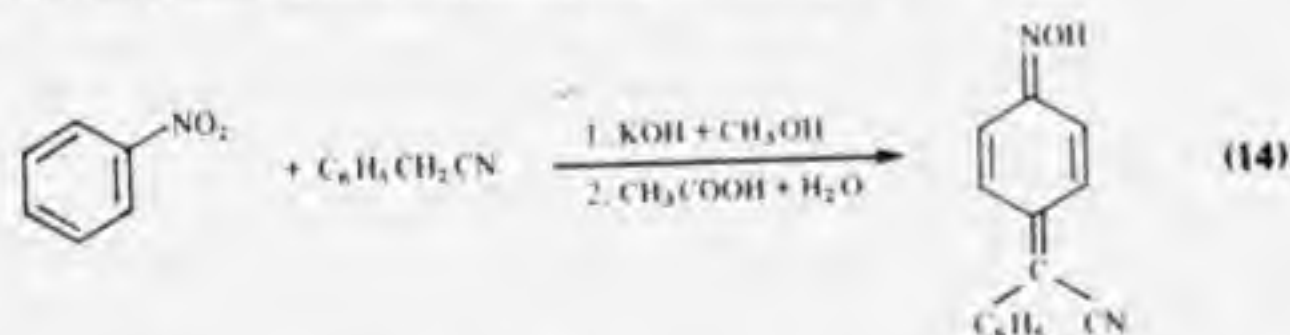 NOH
NO₂
1. KOH + CH₃OH
+ C₆H₅CH₂CN
(14)
2. CH₃COOH + H₂O
C
C₆H₅ CN